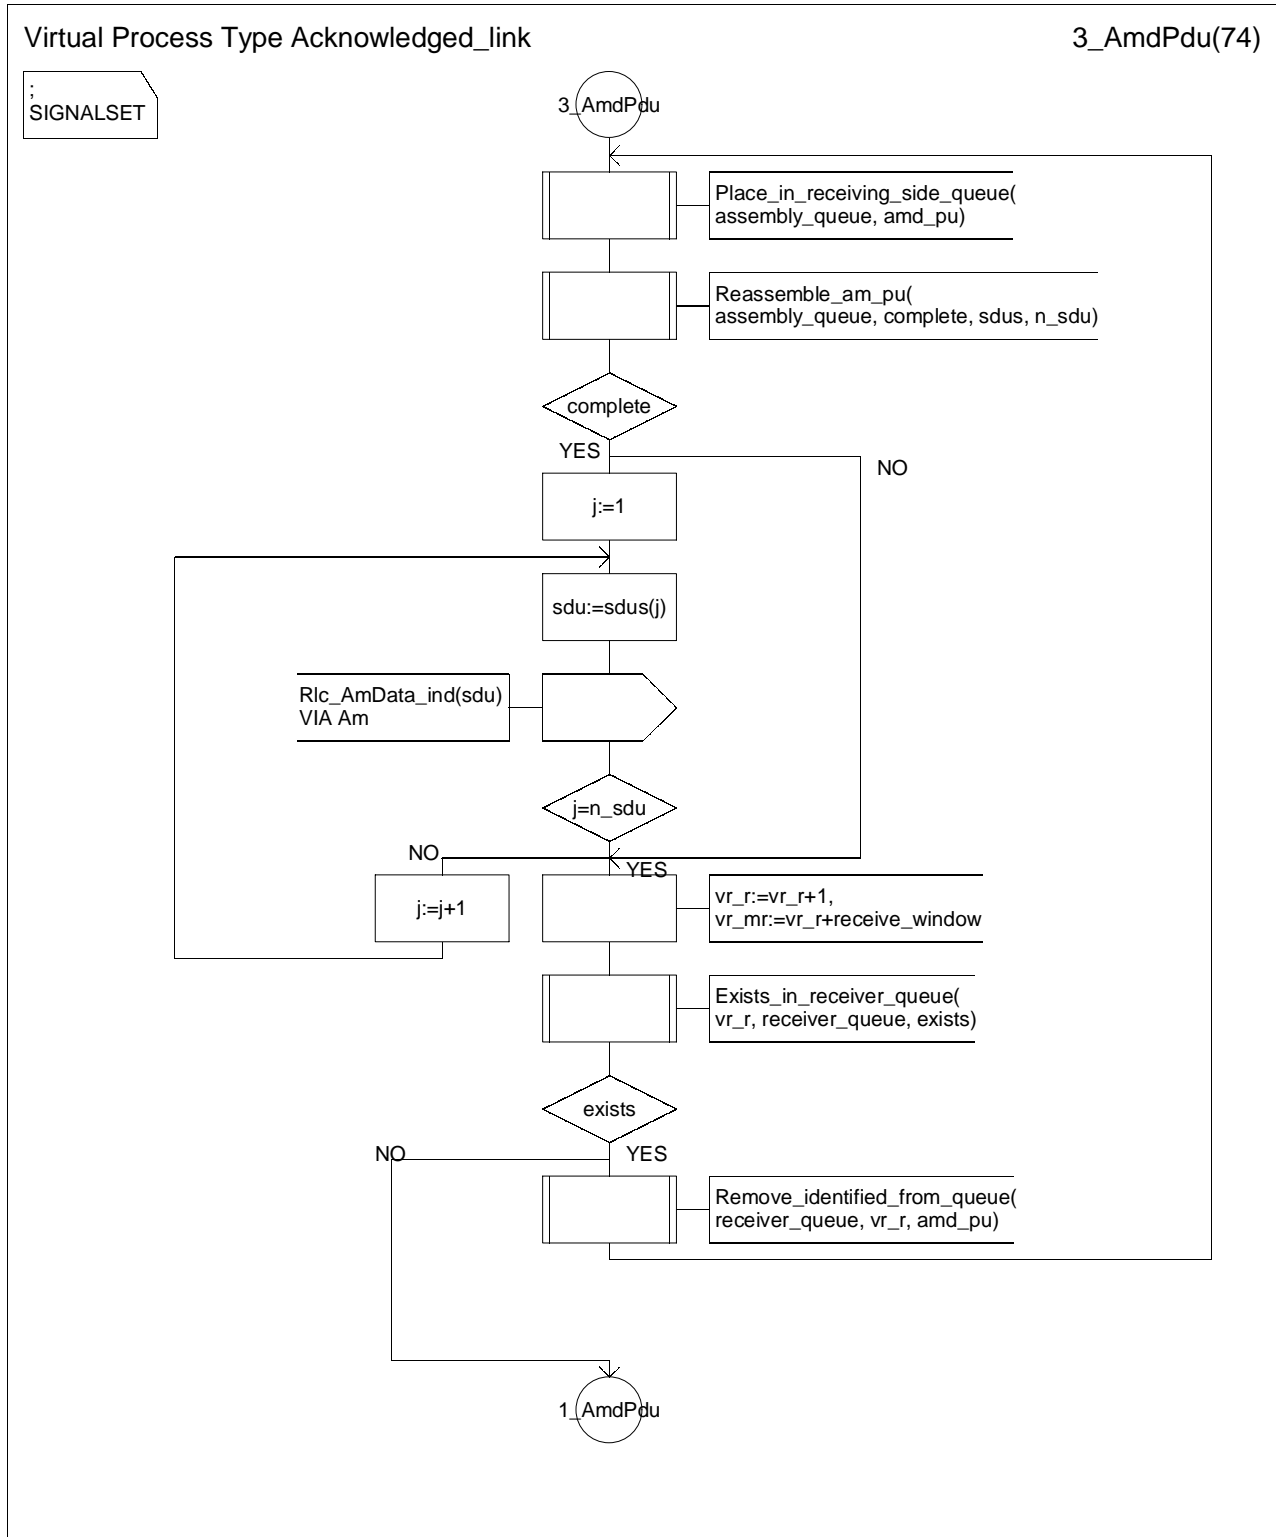 Virtual Process Type Acknowledged_link
3_AmdPdu(74)
;
SIGNALSET
3_AmdPdu
Place_in_receiving_side_queue(
assembly_queue, amd_pu)
Reassemble_am_pu(
assembly_queue, complete, sdus, n_sdu)
complete
YES
NO
j:=1
sdu:=sdus(j)
Rlc_AmData_ind(sdu)
VIA Am
j=n_sdu
NO
YES
j:=j+1
vr_r:=vr_r+1,
vr_mr:=vr_r+receive_window
Exists_in_receiver_queue(
vr_r, receiver_queue, exists)
exists
NO
YES
Remove_identified_from_queue(
receiver_queue, vr_r, amd_pu)
1_AmdPdu